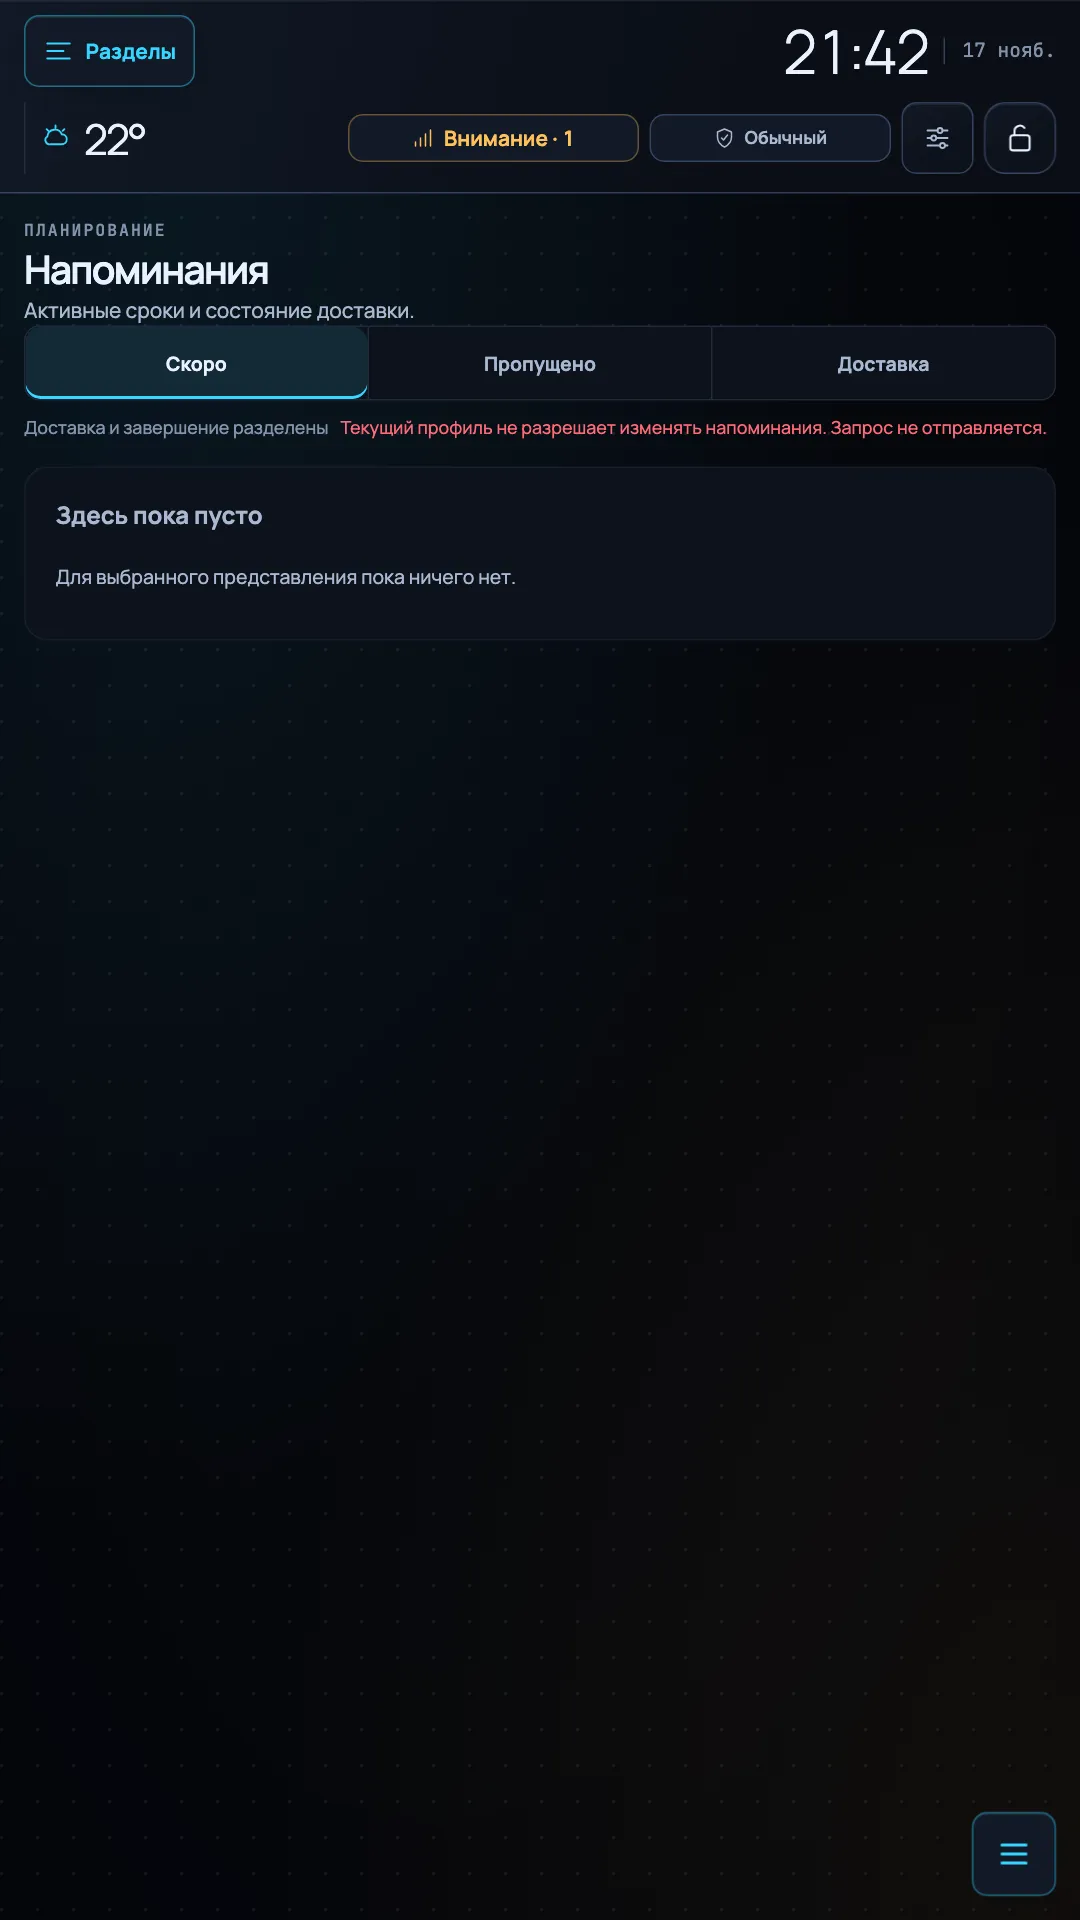 Разделы
21:42
17 нояб.
22°
Внимание · 1
Обычный
ПЛАНИРОВАНИЕ
Напоминания
Активные сроки и состояние доставки.
Скоро
Пропущено
Доставка
Доставка и завершение разделены Текущий профиль не разрешает изменять напоминания. Запрос не отправляется.
Здесь пока пусто
Для выбранного представления пока ничего нет.